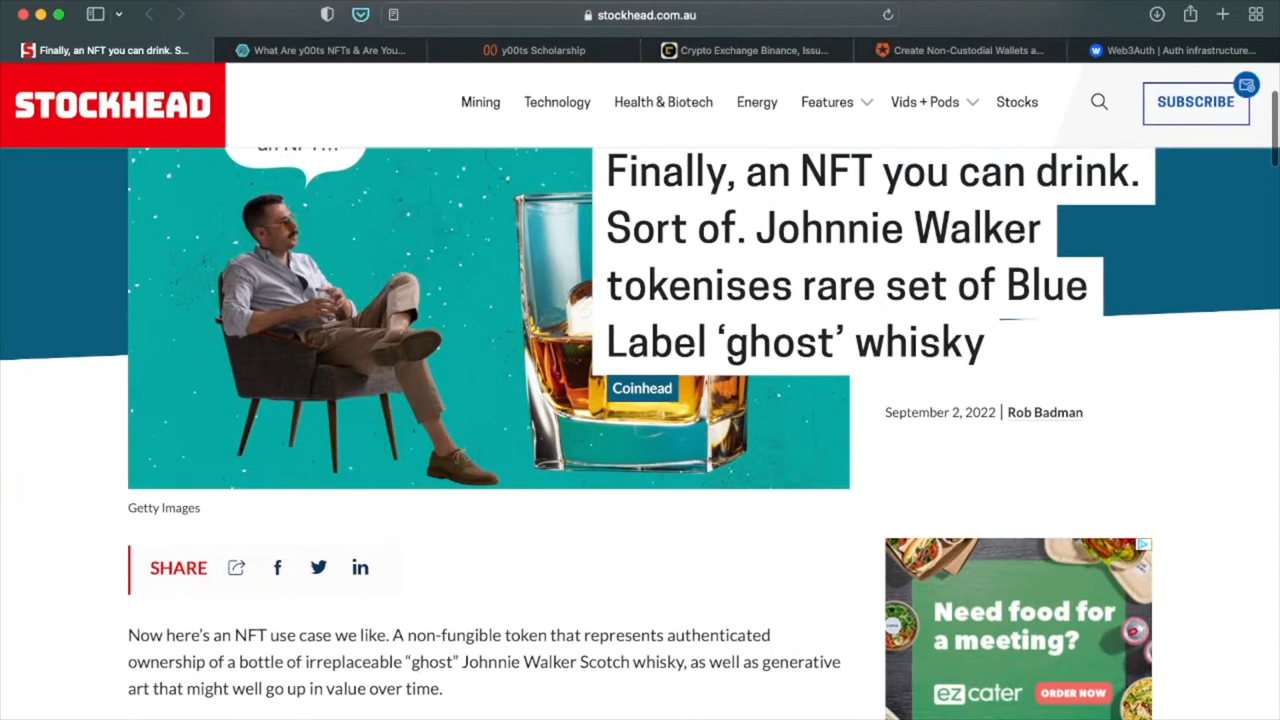 stockhead.com.au
Finally, an NFT you can drink. S...
What Are y00ts NFTs & Are You...
y00ts Scholarship
Crypto Exchange Binance, Issu...
Create Non-Custodial Wallets a...
Web3Auth | Auth infrastructure...
STOCKHEAD
Mining
Technology
Health & Biotech
Energy
Features
Vids + Pods
Stocks
SUBSCRIBE
Finally, an NFT you can drink.
Sort of. Johnnie Walker
tokenises rare set of Blue
Label ‘ghost’ whisky
Coinhead
September 2, 2022 | Rob Badman
Getty Images
SHARE
Now here’s an NFT use case we like. A non-fungible token that represents authenticated
ownership of a bottle of irreplaceable “ghost” Johnnie Walker Scotch whisky, as well as generative
art that might well go up in value over time.
Need food for
a meeting?
ez cater
ORDER NOW